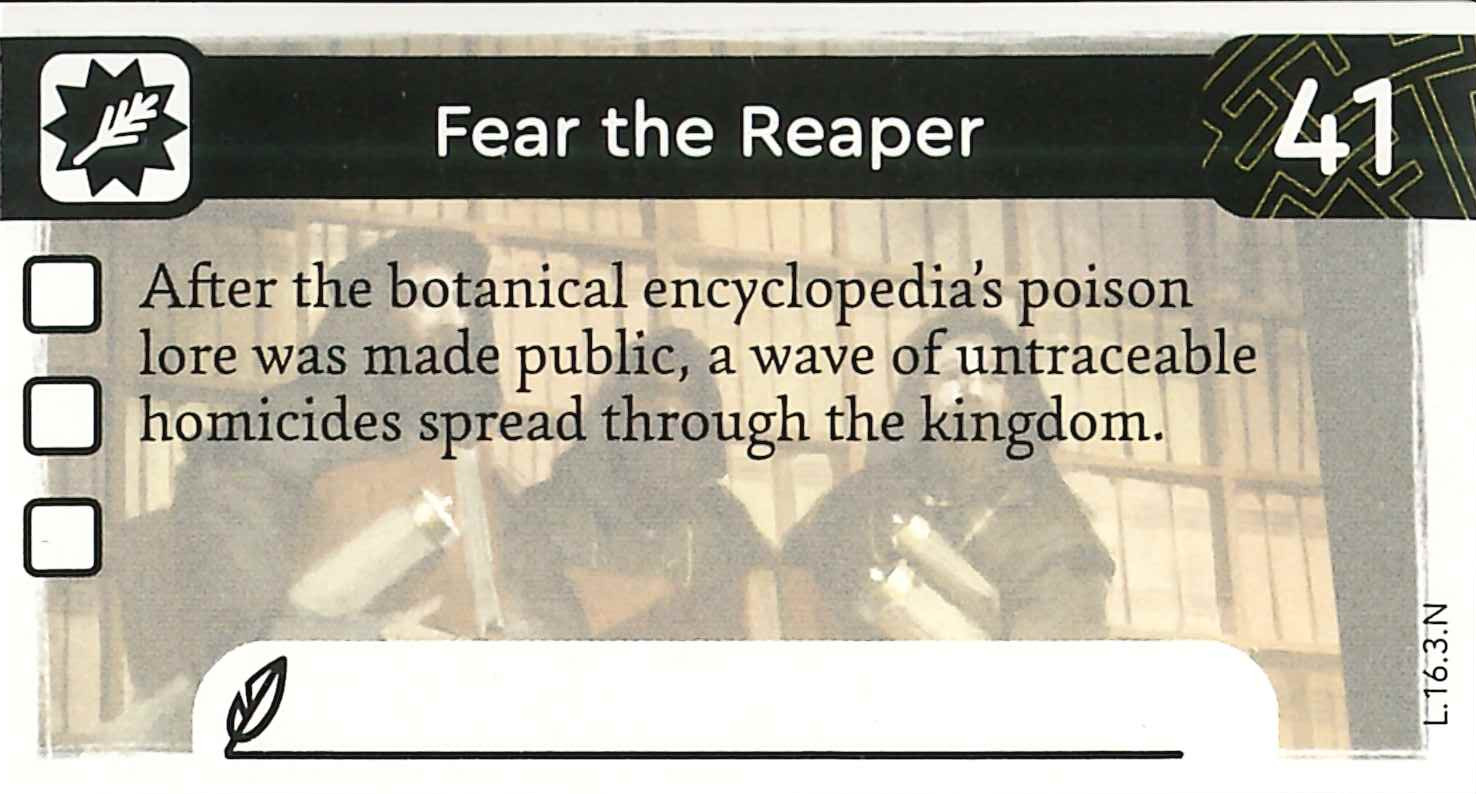 Fear the Reaper
41
After the botanical encyclopedia's poison
lore was made public, a wave of untraceable
homicides spread through the kingdom.
L.16.3.N